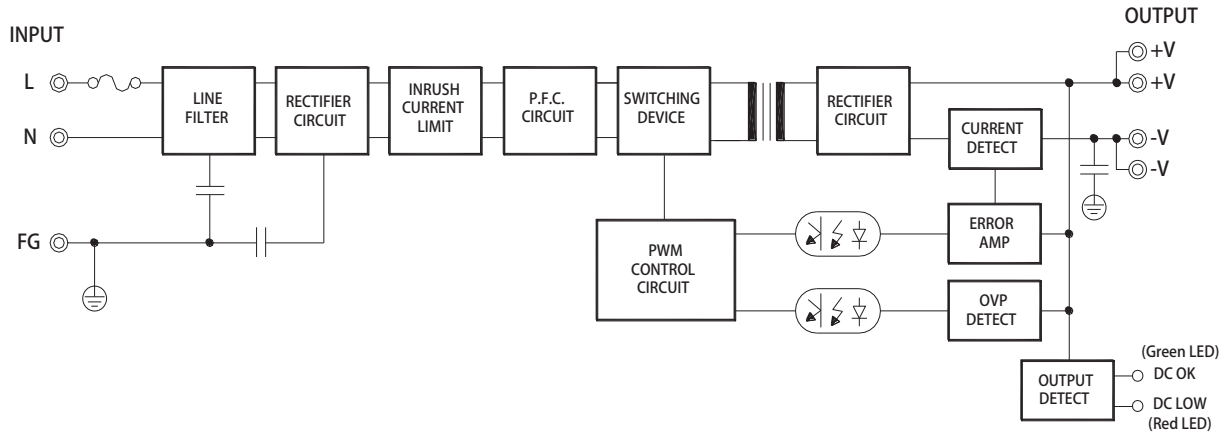 OUTPUT
INPUT
+V
L
+V
LINE
FILTER
RECTIFIER
CIRCUIT
INRUSH
CURRENT
LIMIT
P.F.C.
CIRCUIT
SWITCHING
DEVICE
RECTIFIER
CIRCUIT
N
CURRENT
DETECT
-V
-V
FG
PWM
CONTROL
CIRCUIT
ERROR
AMP
OVP
DETECT
OUTPUT
DETECT
(Green LED)
DC OK
DC LOW
(Red LED)